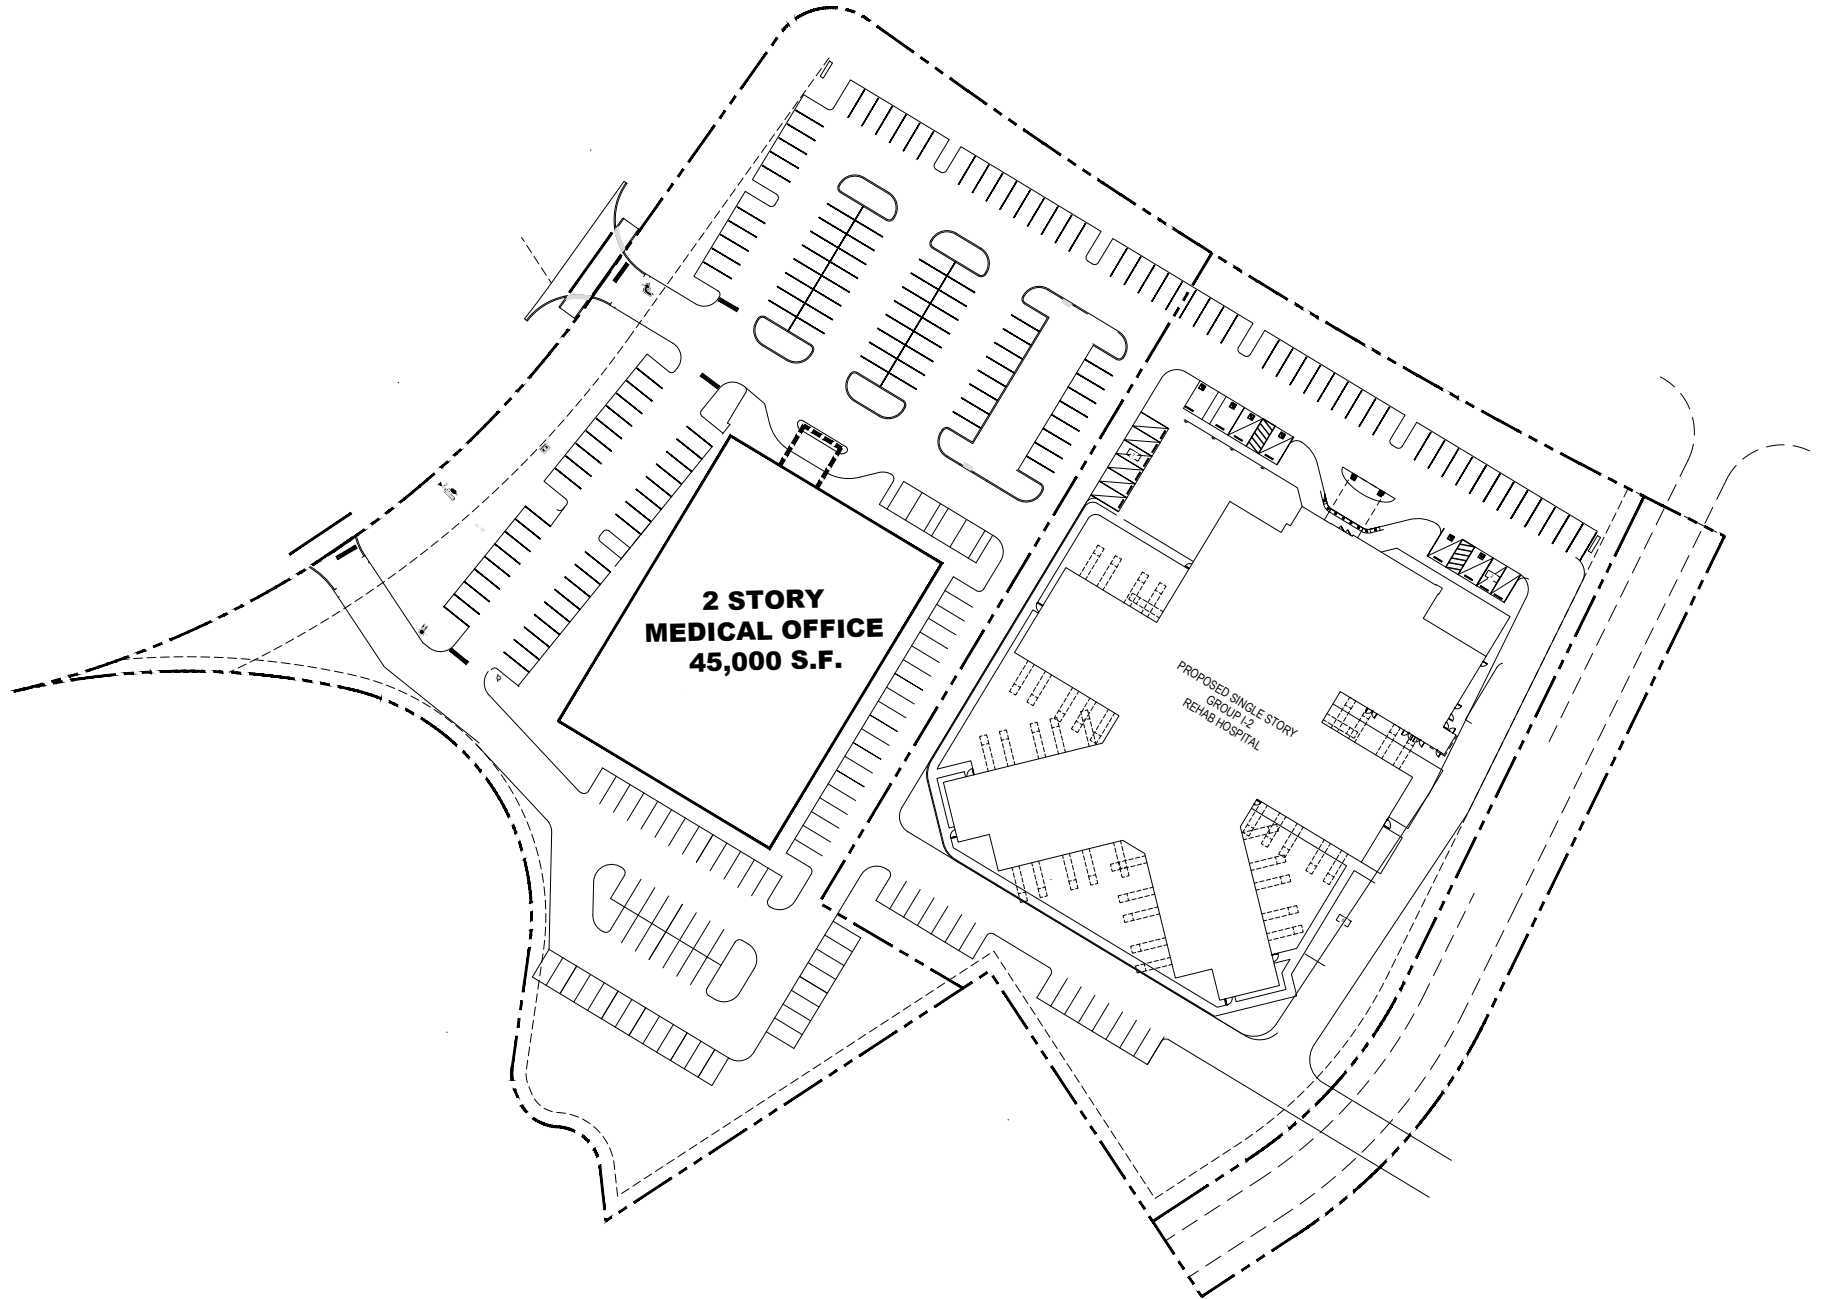 2 STORY
MEDICAL OFFICE
45,000 S.F.
PROPOSED SINGLE STORY
GROUP I-2
REHAB HOSPITAL